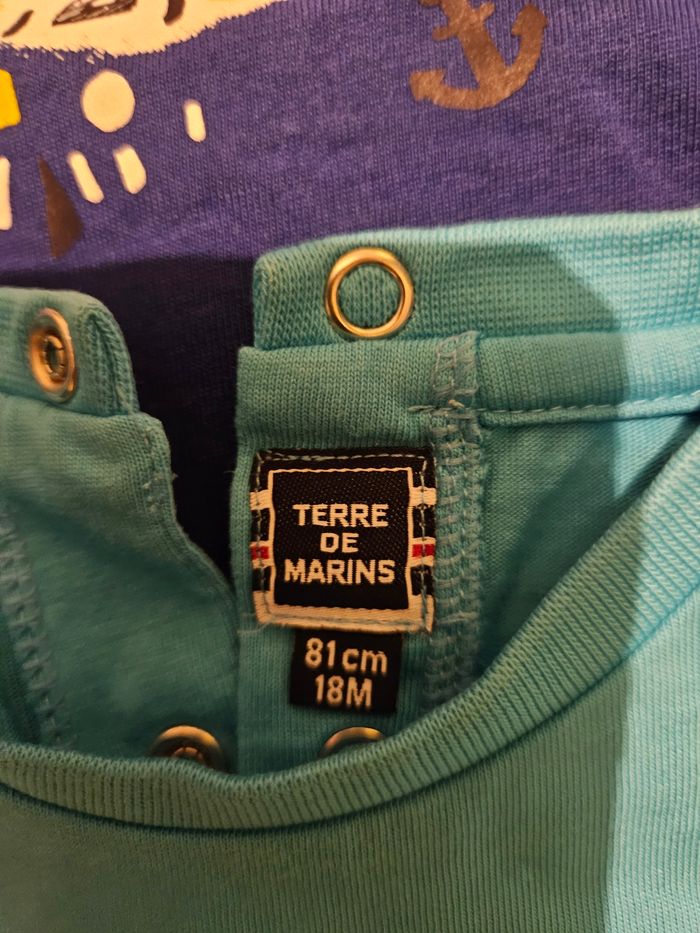 TERRE
DE
MARINS
81cm
18M